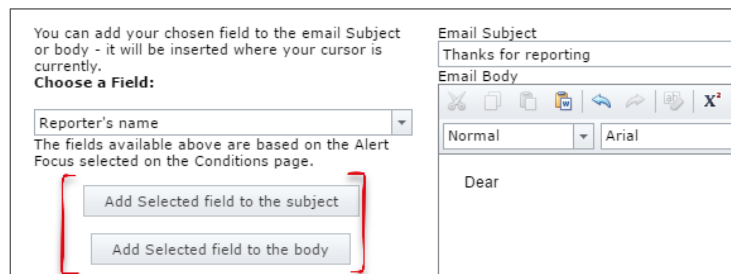 You can add your chosen field to the email Subject
or body - it will be inserted where your cursor is
currently.
Choose a Field:
Reporter's name
The fields available above are based on the Alert
Focus selected on the Conditions page.
Add Selected field to the subject
Add Selected field to the body
Email Subject
Thanks for reporting
Email Body
X²
Normal
Arial
Dear